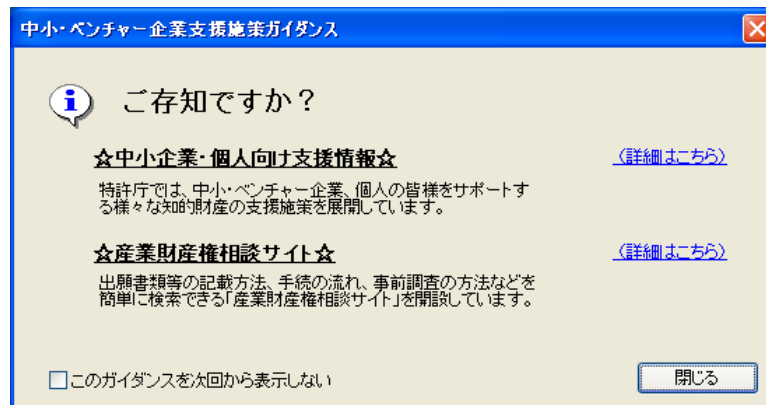 中小・ベンチャー企業支援施策ガイダンス
ご存知ですか？
☆中小企業・個人向け支援情報☆
（詳細はこちら）
特許庁では、中小・ベンチャー企業、個人の皆様をサポートす
る様々な知的財産の支援施策を展開しています。
☆産業財産権相談サイト☆
（詳細はこちら）
出願書類等の記載方法、手続の流れ、事前調査の方法などを
簡単に検索できる「産業財産権相談サイト」を開設しています。
このガイダンスを次回から表示しない
閉じる